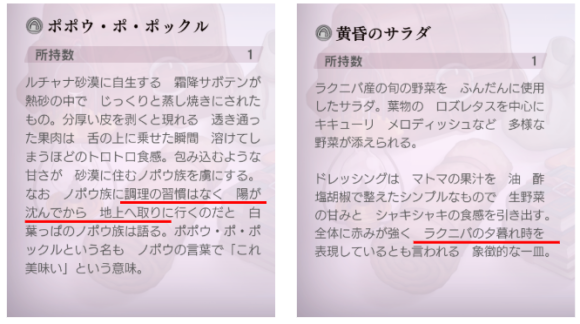 ポポウ・ポ・ポックル
所持数 1
ルチャナ砂漠に自生する 霜降サボテンが
熱砂の中で じっくりと蒸し焼きにされた
もの。分厚い皮を剥くと現れる 透き通っ
た果肉は 舌の上に乗せた瞬間 溶けてし
まうほどのトロトロ食感。包み込むような
甘さが 砂漠に住むノポウ族を虜にする。
なお ノポウ族に調理の習慣はなく 陽が
沈んでから 地上へ取りに行くのだと 白
葉っぱのノポウ族は語る。ポポウ・ポ・ポ
ックルという名も ノポウの言葉で「これ
美味い」という意味。
黄昏のサラダ
所持数 1
ラクニバ産の旬の野菜を ふんだんに使用
したサラダ。葉物の ロズレタスを中心に
キキューリ メロディッシュなど 多様な
野菜が添えられる。
ドレッシングは マトマの果汁を 油 酢
塩胡椒で整えたシンプルなもので 生野菜
の甘みと シャキシャキの食感を引き出す。
全体に赤みが強く ラクニバの夕暮れ時を
表現しているとも言われる 象徴的な一皿。